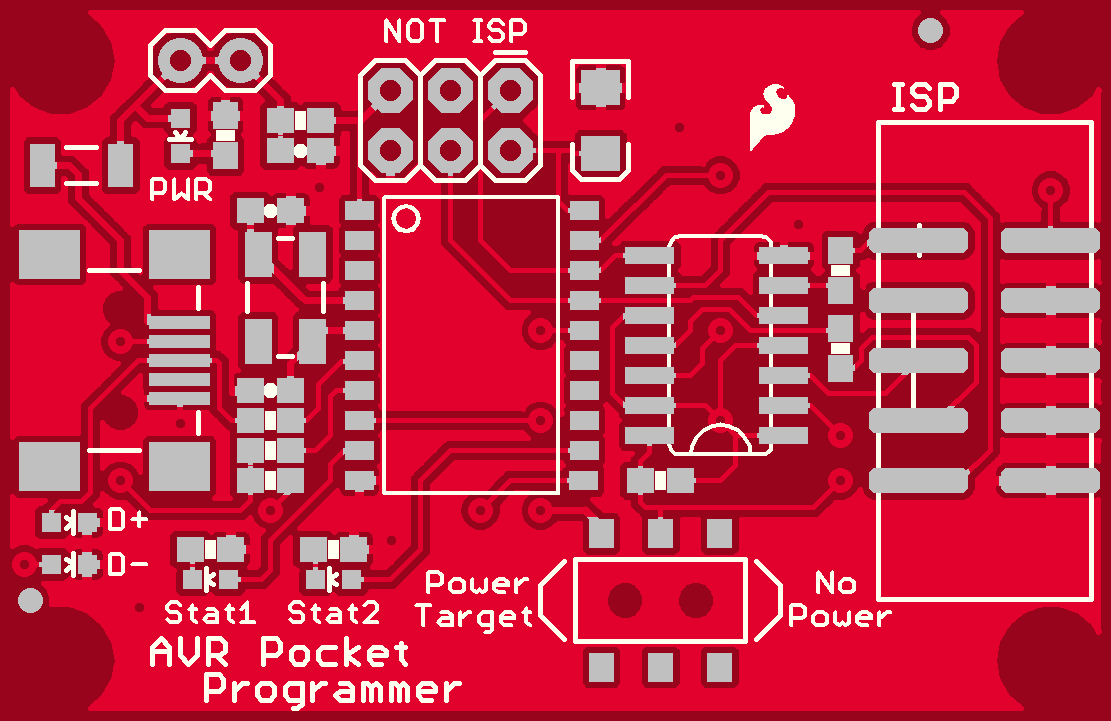 NOT ISP
ISP
PWR
D+
D-
Stat1 Stat2
Power
Target
No
Power
AVR Pocket
Programmer